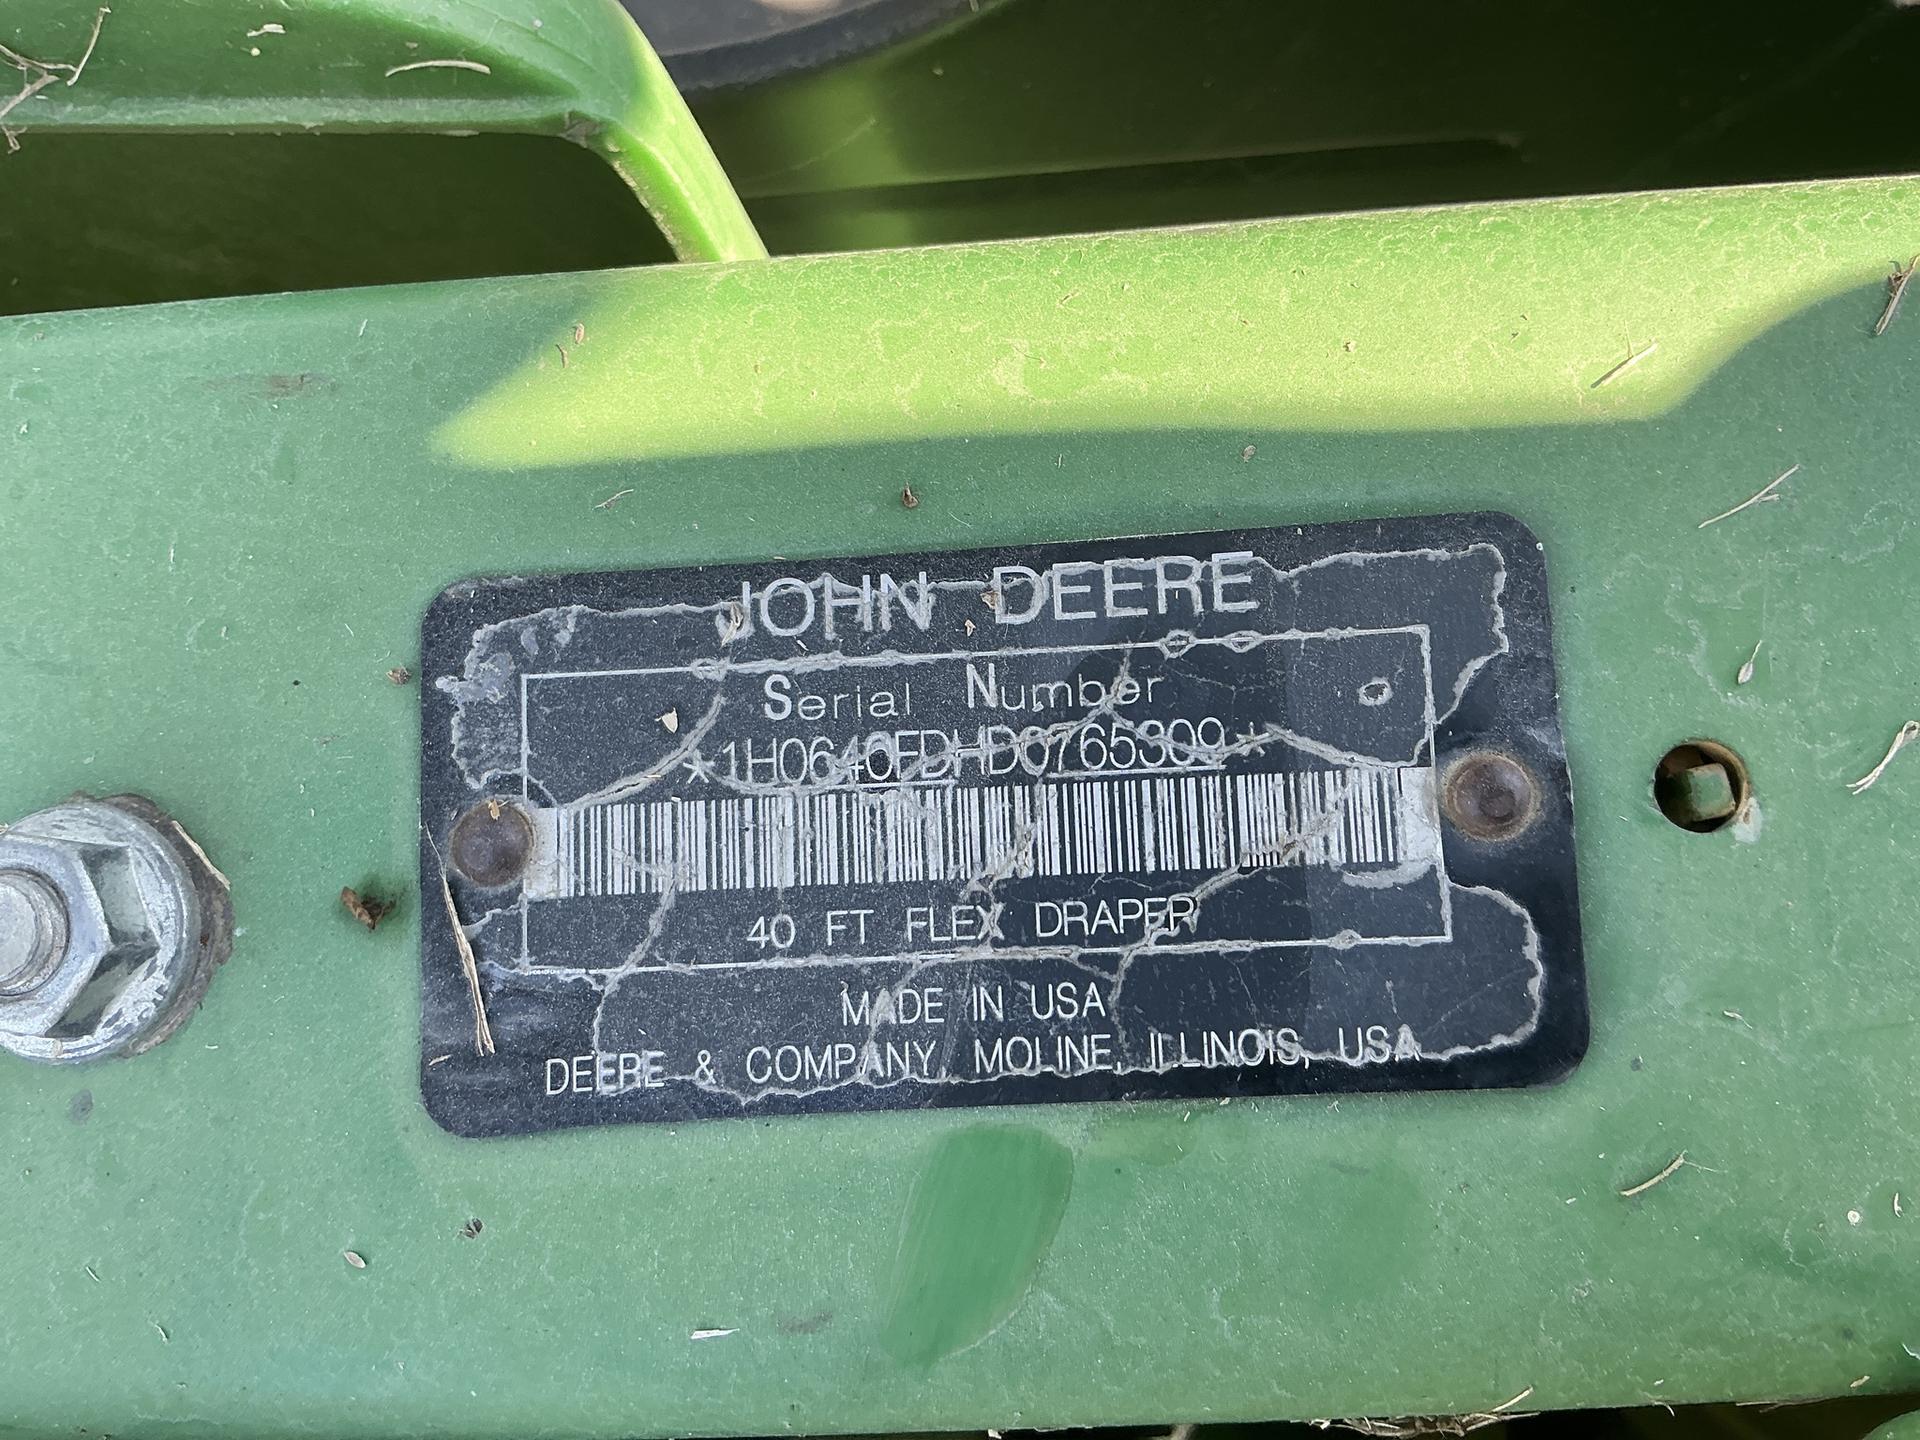 JOHN DEERE
Serial Number
*1H0640FDHD0765309*
40 FT FLEX DRAPER
MADE IN USA
DEERE & COMPANY, MOLINE, ILLINOIS, USA